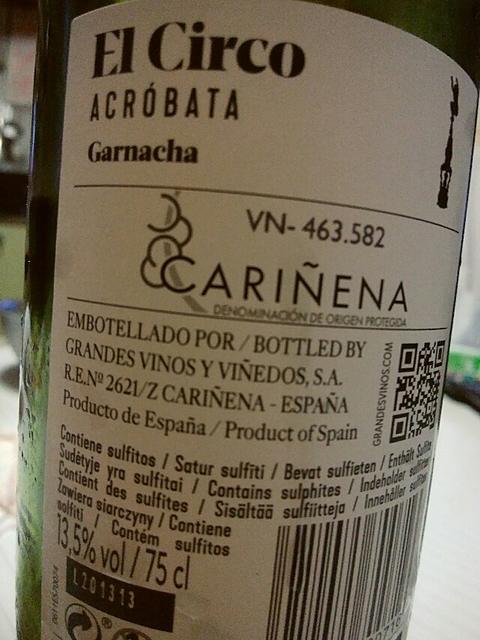 El Circo
ACRÓBATA
Garnacha
VN- 463.582
CARIÑENA
DENOMINACIÓN DE ORIGEN PROTEGIDA
EMBOTELLADO POR / BOTTLED BY
GRANDES VINOS Y VIÑEDOS, S.A.
R.E.Nº 2621/Z CARIÑENA - ESPAÑA
Producto de España / Product of Spain
GRANDESVINOS.COM
Contiene sulfitos / Satur sulfīti / Bevat sulfieten / Enthält Sulfite
Sudėtyje yra sulfitai / Contains sulphites / Indeholder
Contient des sulfites / Sisältää sulfiitteja / Innehåller
Zawiera siarczyny / Contiene
solfiti / Contém sulfitos
13,5% vol / 75 cl
L201313